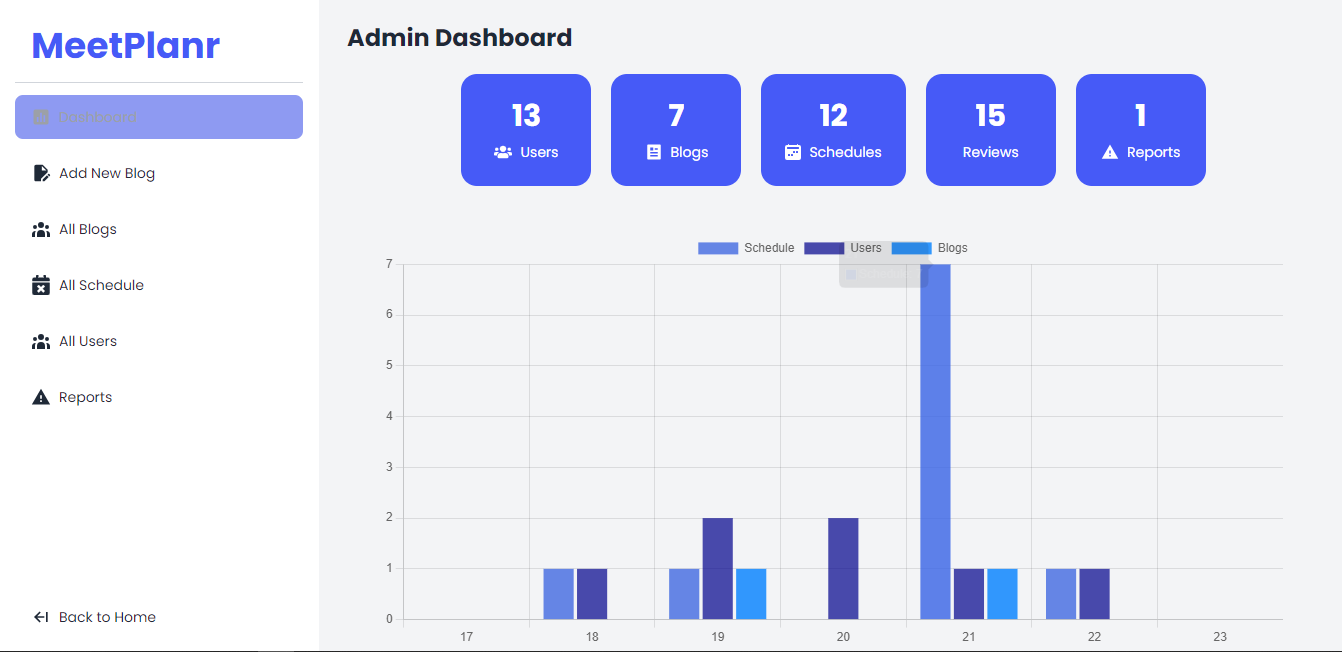 MeetPlanr
Dashboard
Add New Blog
All Blogs
All Schedule
All Users
Reports
Back to Home
Admin Dashboard
13
Users
7
Blogs
12
Schedules
15
Reviews
1
Reports
Schedule Users Blogs
7
6
5
4
3
2
1
0
17 18 19 20 21 22 23